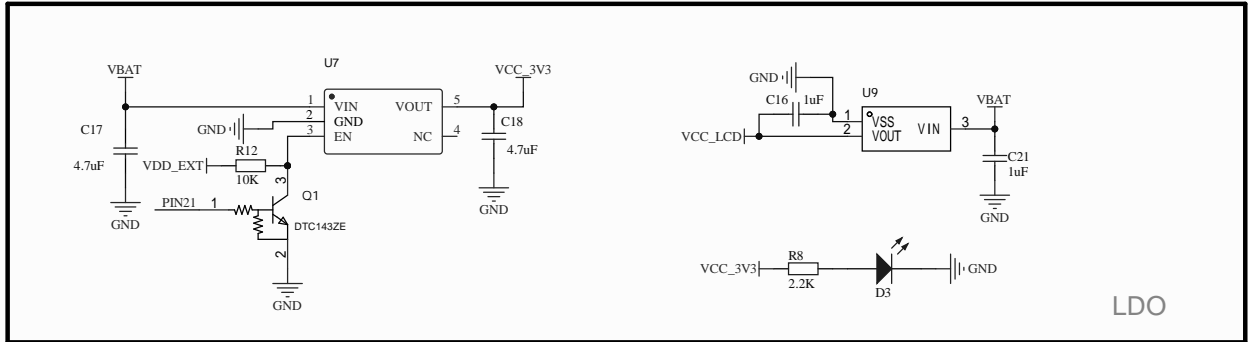 U7
VBAT
VCC_3V3
1
VIN
VOUT
5
2
GND
GND
3
EN
NC
4
C17
4.7uF
C18
4.7uF
R12
VDD_EXT
10K
3
Q1
PIN21
1
DTC143ZE
GND
2
GND
GND
GND
C16
1uF
U9
VBAT
1
VSS
VCC_LCD
2
VOUT
VIN
3
C21
1uF
GND
R8
VCC_3V3
GND
2.2K
D3
LDO